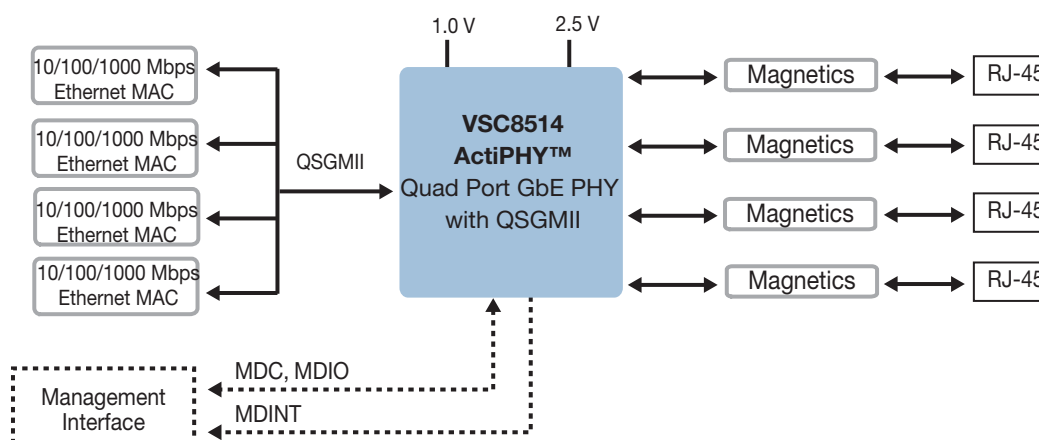 1.0 V
2.5 V
10/100/1000 Mbps
Ethernet MAC
10/100/1000 Mbps
Ethernet MAC
10/100/1000 Mbps
Ethernet MAC
10/100/1000 Mbps
Ethernet MAC
QSGMII
VSC8514
ActiPHY™
Quad Port GbE PHY
with QSGMII
Magnetics
RJ-45
Magnetics
RJ-45
Magnetics
RJ-45
Magnetics
RJ-45
MDC, MDIO
MDINT
Management
Interface